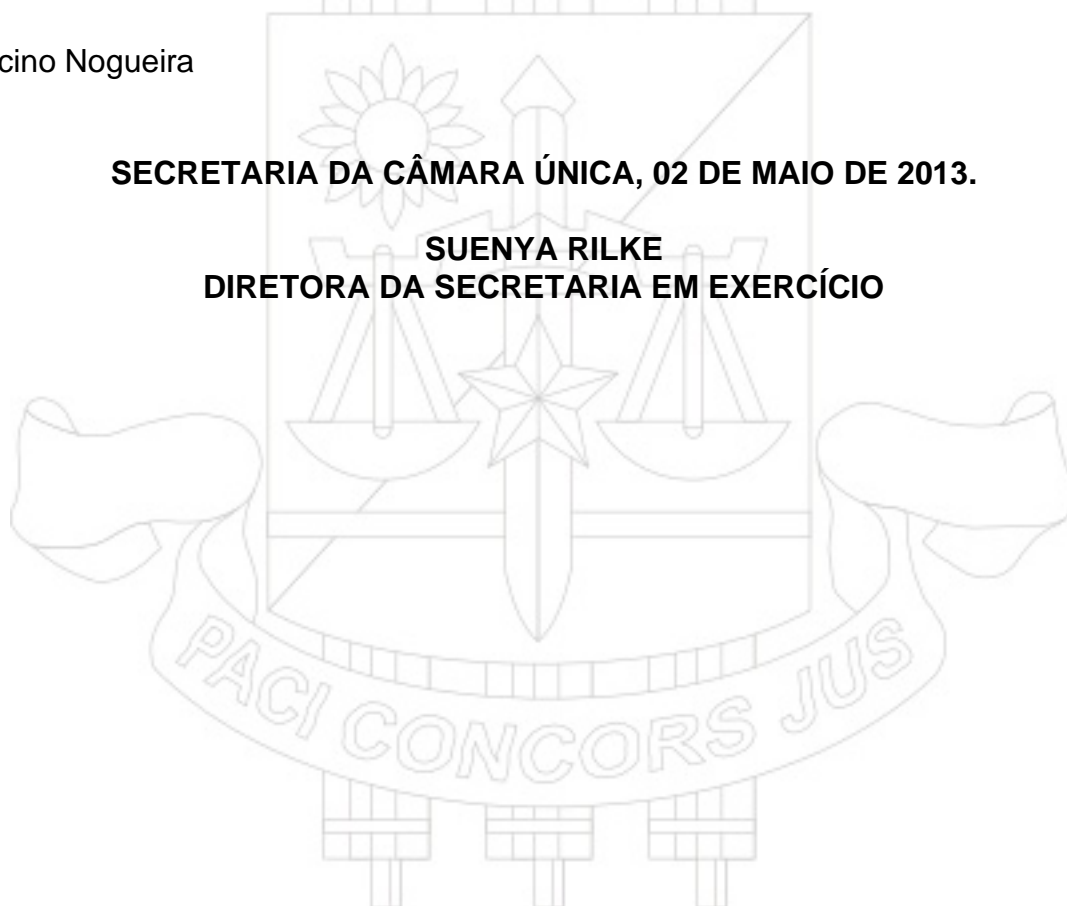 cino Nogueira
SECRETARIA DA CÂMARA ÚNICA, 02 DE MAIO DE 2013.
SUENYA RILKE
DIRETORA DA SECRETARIA EM EXERCÍCIO
PACI CONCORS JUS